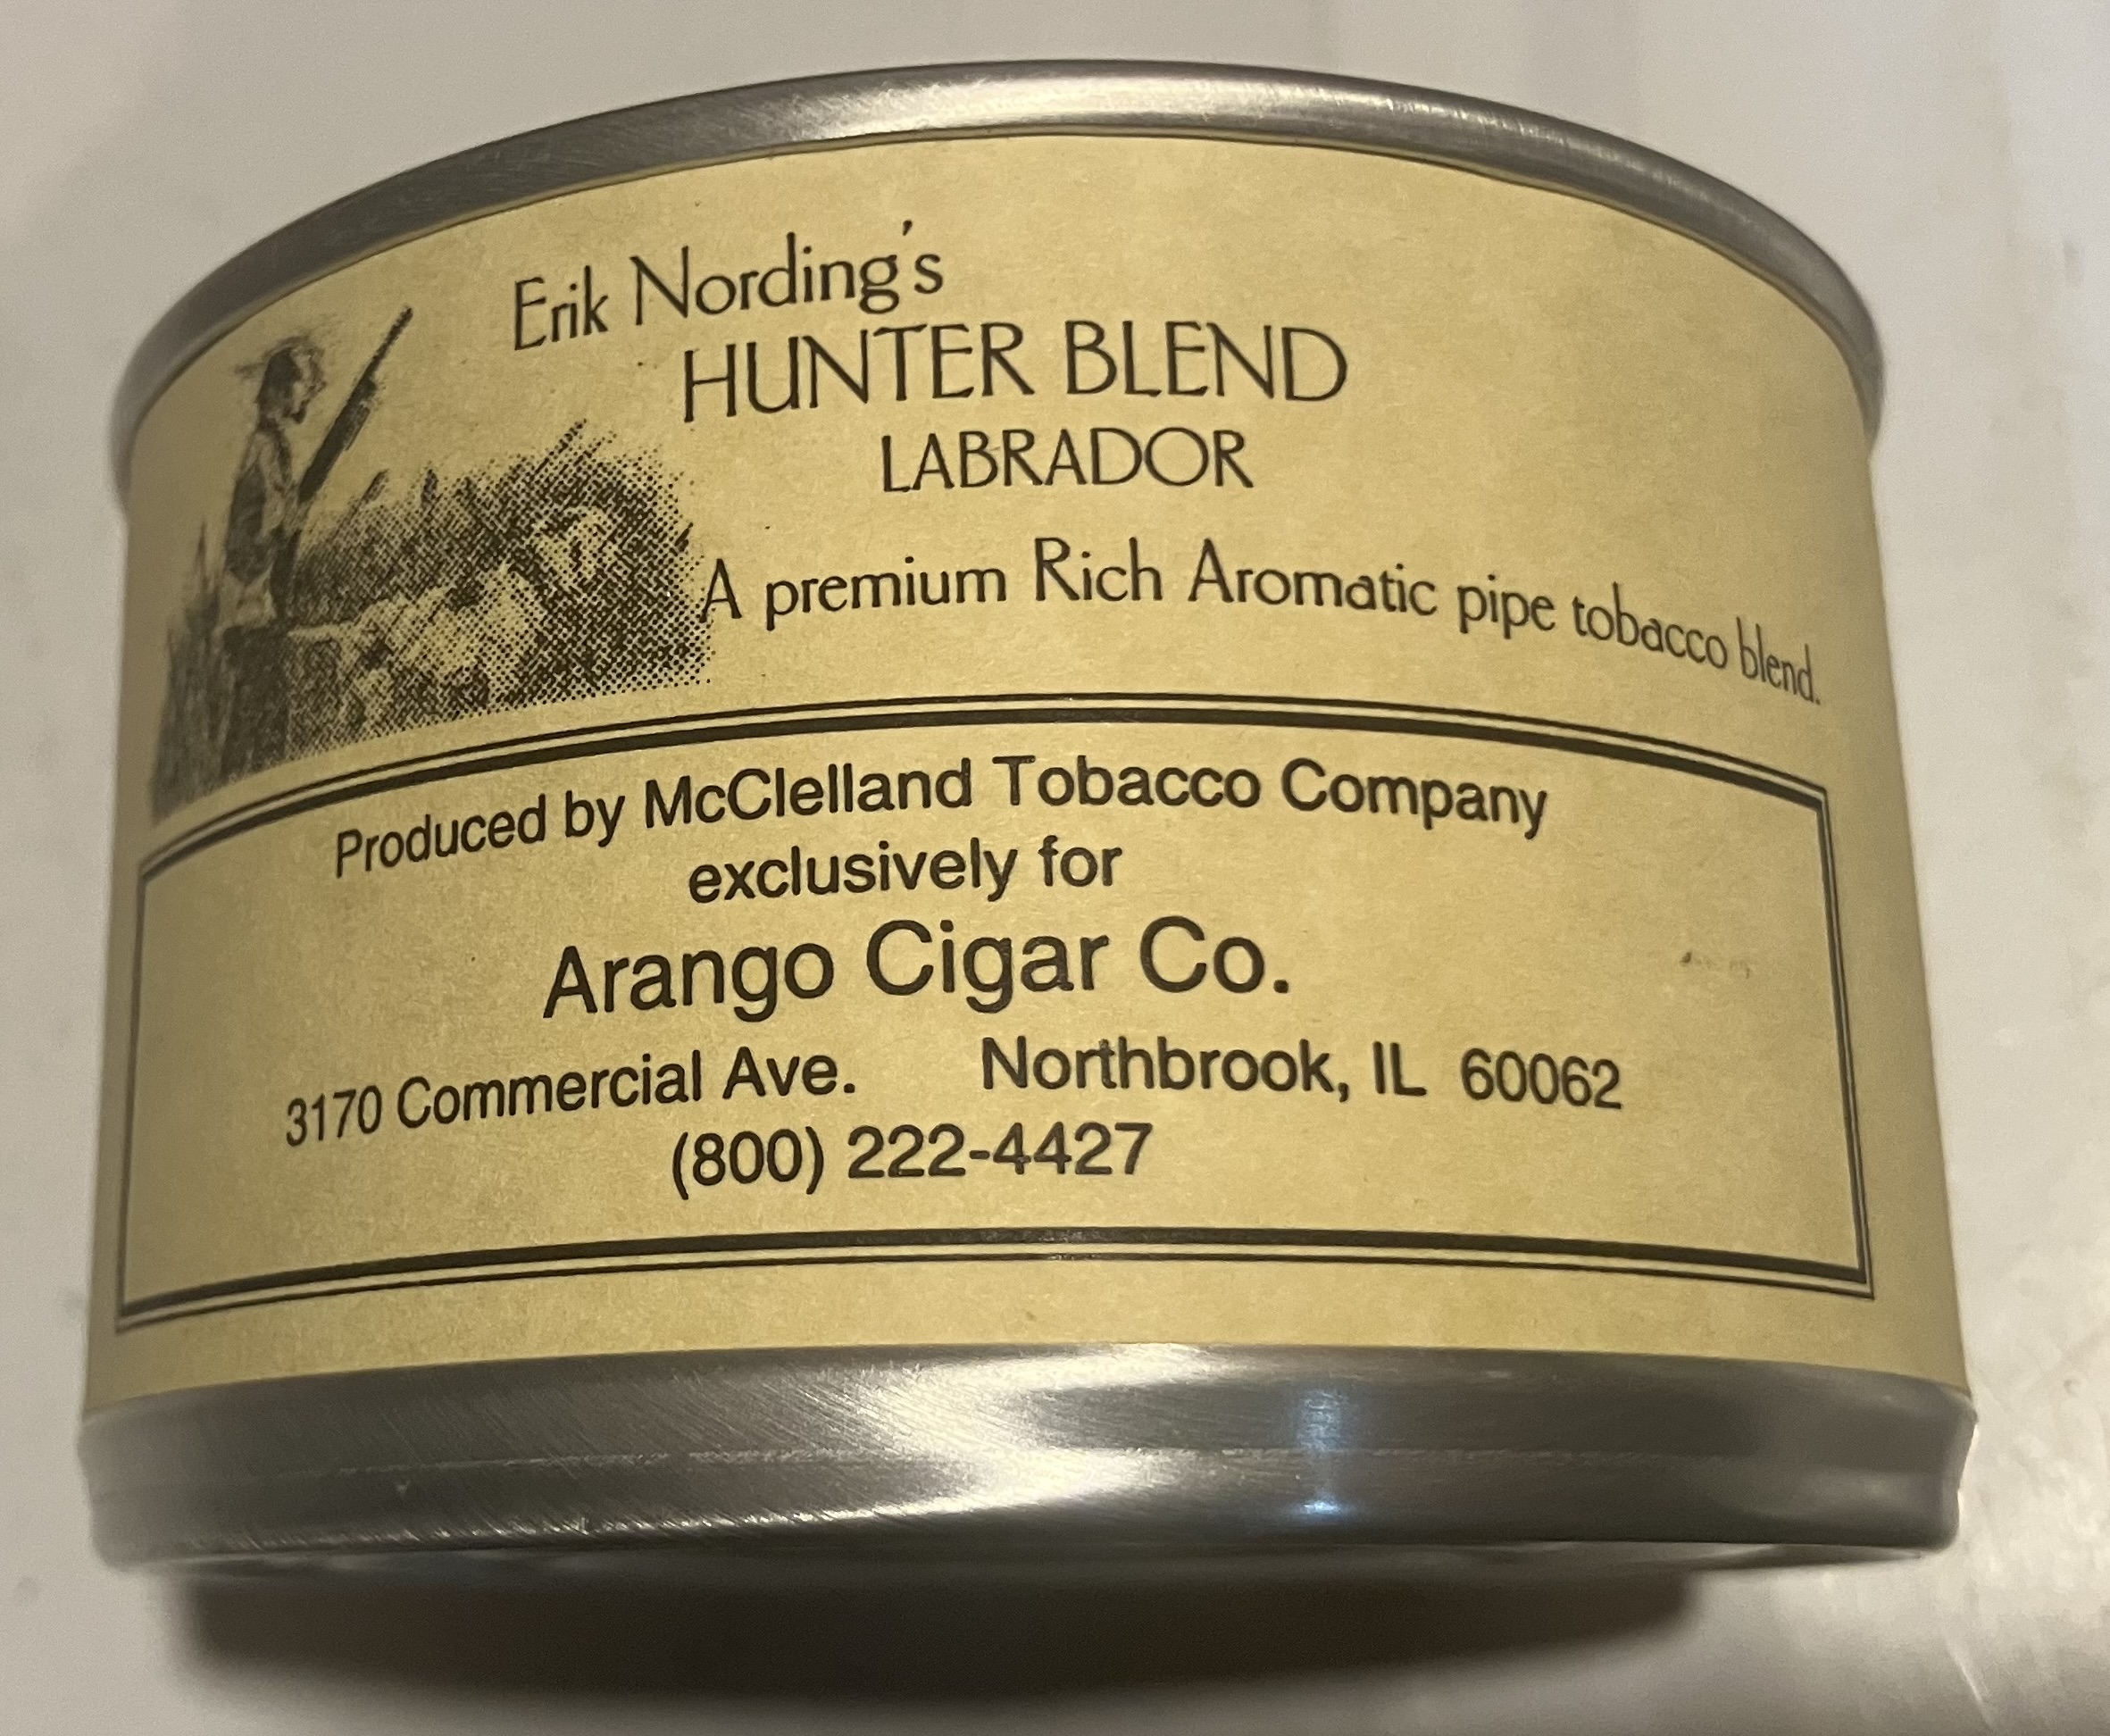 Erik Nording's
HUNTER BLEND
LABRADOR
A premium Rich Aromatic pipe tobacco blend.
Produced by McClelland Tobacco Company
exclusively for
Arango Cigar Co.
3170 Commercial Ave. Northbrook, IL 60062
(800) 222-4427